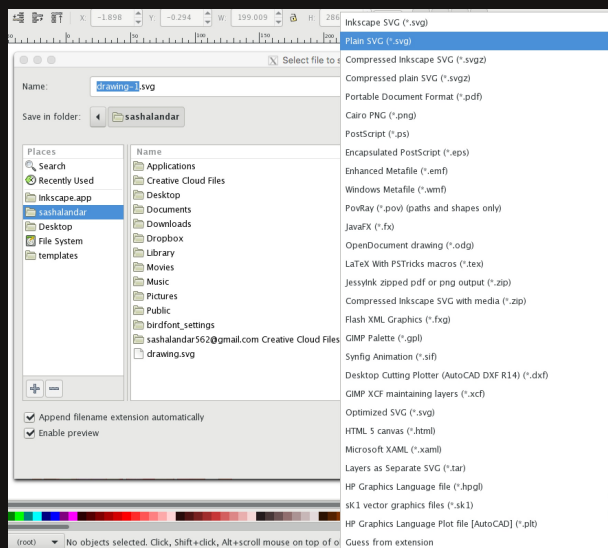 X: -1.898 Y: -0.294 W: 199.009 H: 286
0 50 100 150 200
Select file to s
Name: drawing-1.svg
Save in folder: sashalandar
Places
Search
Recently Used
Inkscape.app
sashalandar
Desktop
File System
templates
Name
Applications
Creative Cloud Files
Desktop
Documents
Downloads
Dropbox
Library
Movies
Music
Pictures
Public
birdfont_settings
sashalandar562@gmail.com Creative Cloud Files
drawing.svg
Append filename extension automatically
Enable preview
Inkscape SVG (*.svg)
Plain SVG (*.svg)
Compressed Inkscape SVG (*.svgz)
Compressed plain SVG (*.svgz)
Portable Document Format (*.pdf)
Cairo PNG (*.png)
PostScript (*.ps)
Encapsulated PostScript (*.eps)
Enhanced Metafile (*.emf)
Windows Metafile (*.wmf)
PovRay (*.pov) (paths and shapes only)
JavaFX (*.fx)
OpenDocument drawing (*.odg)
LaTeX With PSTricks macros (*.tex)
JessyInk zipped pdf or png output (*.zip)
Compressed Inkscape SVG with media (*.zip)
Flash XML Graphics (*.fxg)
GIMP Palette (*.gpl)
Synfig Animation (*.sif)
Desktop Cutting Plotter (AutoCAD DXF R14) (*.dxf)
GIMP XCF maintaining layers (*.xcf)
Optimized SVG (*.svg)
HTML 5 canvas (*.html)
Microsoft XAML (*.xaml)
Layers as Separate SVG (*.tar)
HP Graphics Language file (*.hpgl)
sK1 vector graphics files (*.sk1)
HP Graphics Language Plot file [AutoCAD] (*.plt)
Guess from extension
(root) No objects selected. Click, Shift+click, Alt+scroll mouse on top of o